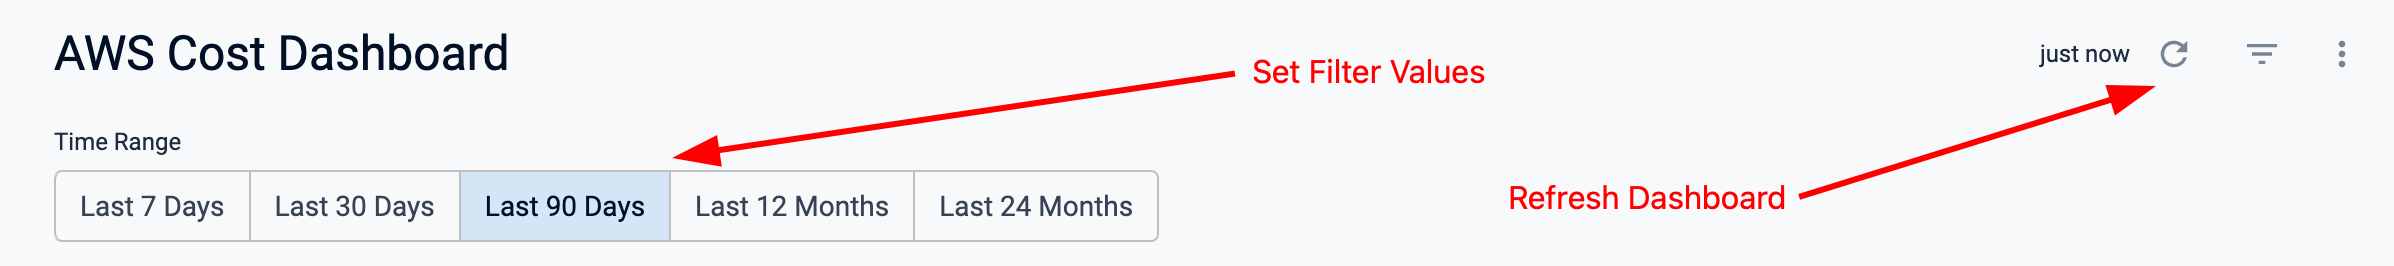 AWS Cost Dashboard
just now
Set Filter Values
Time Range
Refresh Dashboard
Last 7 Days
Last 30 Days
Last 90 Days
Last 12 Months
Last 24 Months